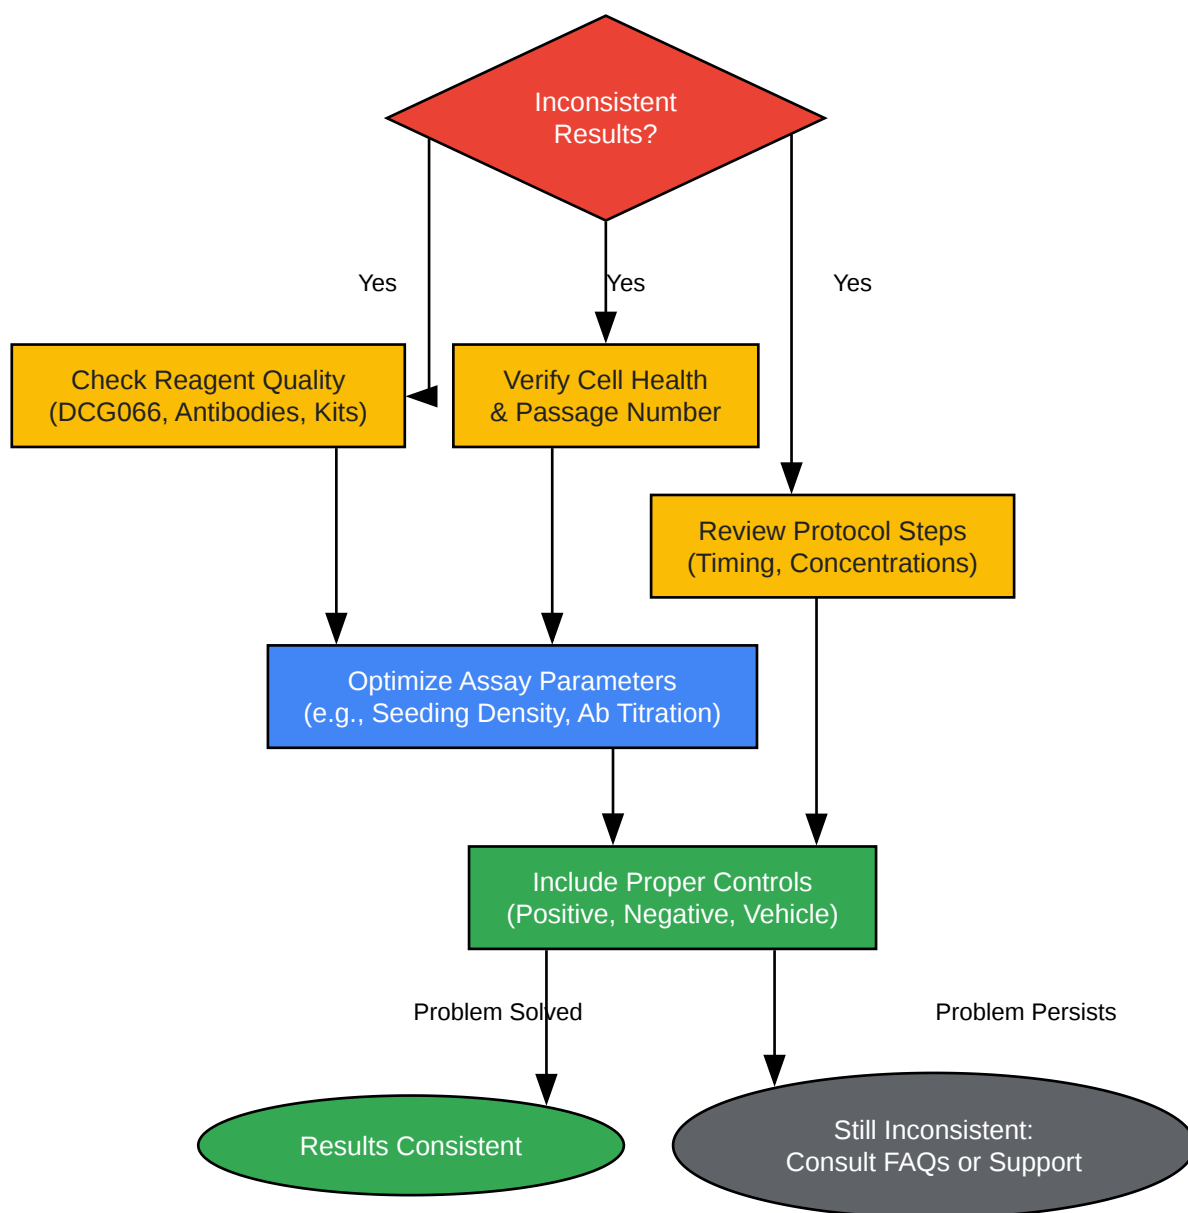 Inconsistent
Results?
Yes
Yes
Yes
Check Reagent Quality
(DCG066, Antibodies, Kits)
Verify Cell Health
& Passage Number
Review Protocol Steps
(Timing, Concentrations)
Optimize Assay Parameters
(e.g., Seeding Density, Ab Titration)
Include Proper Controls
(Positive, Negative, Vehicle)
Problem Solved
Problem Persists
Results Consistent
Still Inconsistent:
Consult FAQs or Support